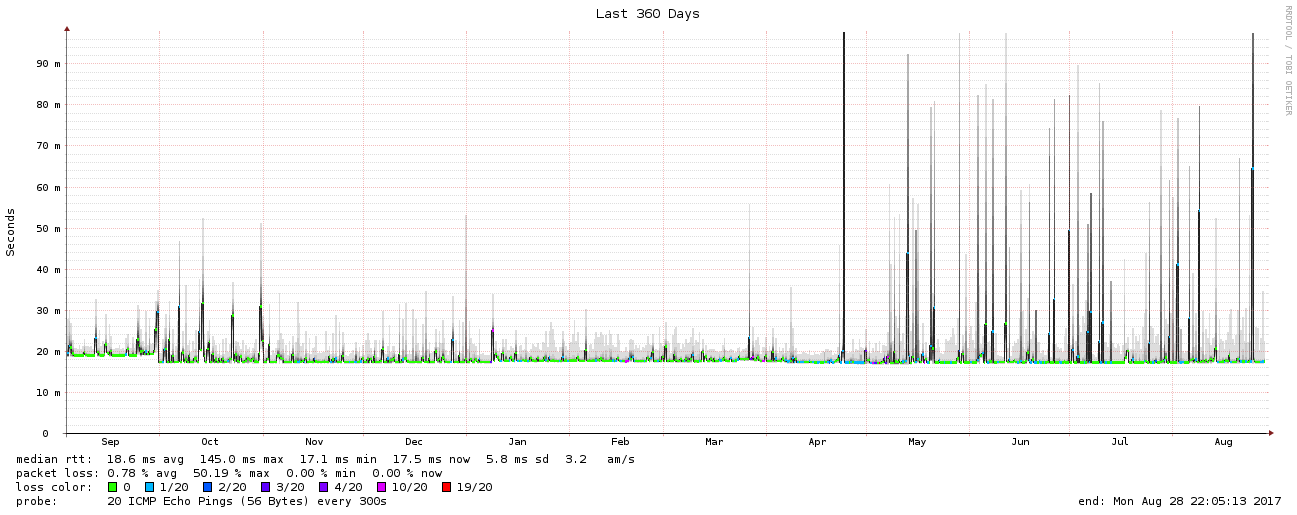 Last 360 Days
RRDTOOL / TOBI OETIKER
Seconds
90 m
80 m
70 m
60 m
50 m
40 m
30 m
20 m
10 m
0
Sep Oct Nov Dec Jan Feb Mar Apr May Jun Jul Aug
median rtt: 18.6 ms avg 145.0 ms max 17.1 ms min 17.5 ms now 5.8 ms sd 3.2 am/s
packet loss: 0.78 % avg 50.19 % max 0.00 % min 0.00 % now
loss color: 0 1/20 2/20 3/20 4/20 10/20 19/20
probe: 20 ICMP Echo Pings (56 Bytes) every 300s end: Mon Aug 28 22:05:13 2017